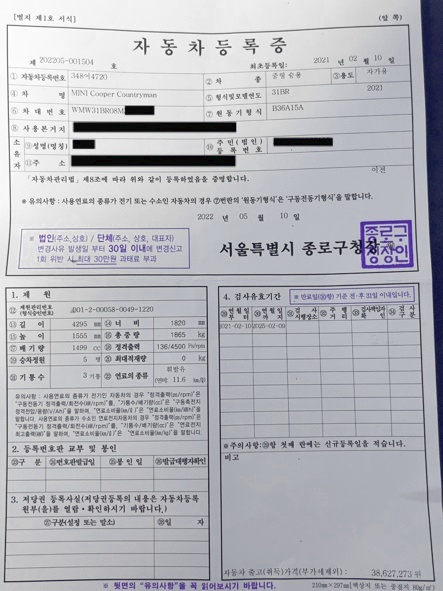 [별지 제1호 서식]
(앞 쪽)
자동차등록증
제 202205-001504 호
최초등록일: 2021 년 02 월 10 일
① 자동차등록번호 348어4720 ② 차 종 중형 승용 ③용도 자가용
④ 차 명 MINI Cooper Countryman ⑤ 형식및모델연도 31BR 2021
⑥ 차대번호 WMW31BR08M ⑦ 원동기형식 B36A15A
⑧ 사용본거지
소유자 ⑨성명(명칭) ⑩ 주민(법인)등록번호
⑪주 소
이전
「자동차관리법」제8조에 따라 위와 같이 등록하였음을 증명합니다.
※ 유의사항 : 사용연료의 종류가 전기 또는 수소인 자동차의 경우 ⑦번란의 '원동기형식'은 '구동전동기형식'을 말합니다.
2022 년 05 월 10 일
※ 법인(주소,상호) / 단체(주소, 상호, 대표자)
변경사유 발생일 부터 30일 이내에 변경신고
1회 위반 시 최대 30만원 과태료 부과
서울특별시 종로구청장
종로구청장인
1. 제 원
⑫ 제원관리번호(형식승인번호) 001-2-00058-0049-1220
⑬ 길 이 4295 mm ⑭ 너 비 1820 mm
⑮ 높 이 1555 mm ⑯ 총 중 량 1865 kg
⑰ 배 기 량 1499 cc ⑱ 정격출력 136/4500 Ps/rpm
⑲ 승차정원 5 명 ⑳ 최대적재량 0 kg
기 통 수 3 기통 연료의 종류 휘발유
(연비: 11.6 km/ℓ)
유의사항 : 사용연료의 종류가 전기인 자동차의 경우 "정격출력(ps/rpm)"은
"구동전동기 정격출력/회전수(kW/rpm)"를, "기통수/배기량(cc)"은 "구동축전지
정격전압/용량(V/Ah)"을 말하며, "연료소비율(km/ℓ)"은 "연료소비율(km/kWh)"을
말합니다. 사용연료의 종류가 수소인 전지자동차의 경우 "정격출력(ps/rpm)"은
"구동전동기 정격출력/회전수(kW/rpm)"를, "기통수/배기량(cc)"은 "연료전지
최고출력(kW)"을 말하며, "연료소비율(km/ℓ)"은 "연료소비율(km/kg)"을 말합니다.
2. 등록번호판 교부 및 봉인
구 분 번호판발급일 봉 인 일 발급대행자확인
3. 저당권 등록사실(저당권등록의 내용은 자동차등록
원부(을)를 열람·확인하시기 바랍니다.)
구분(설정 또는 말소) 일 자
4. 검사유효기간
※ 만료일(30항) 기준 전·후 31일 이내입니다.
연월일부터 연월일까지 검 사 시행장소 주 행 거 리 검사책임자 확 인 검 사 구 분
2021-02-10 2025-02-09
※주의사항: 항 첫째 란에는 신규등록일을 적습니다.
비고
자동차 출고(취득)가격(부가세제외): 38,627,273 원
※ 뒷면의 "유의사항"을 꼭 읽어보시기 바랍니다.
210mm×297mm(백상지 또는 중질지 80g/㎡)